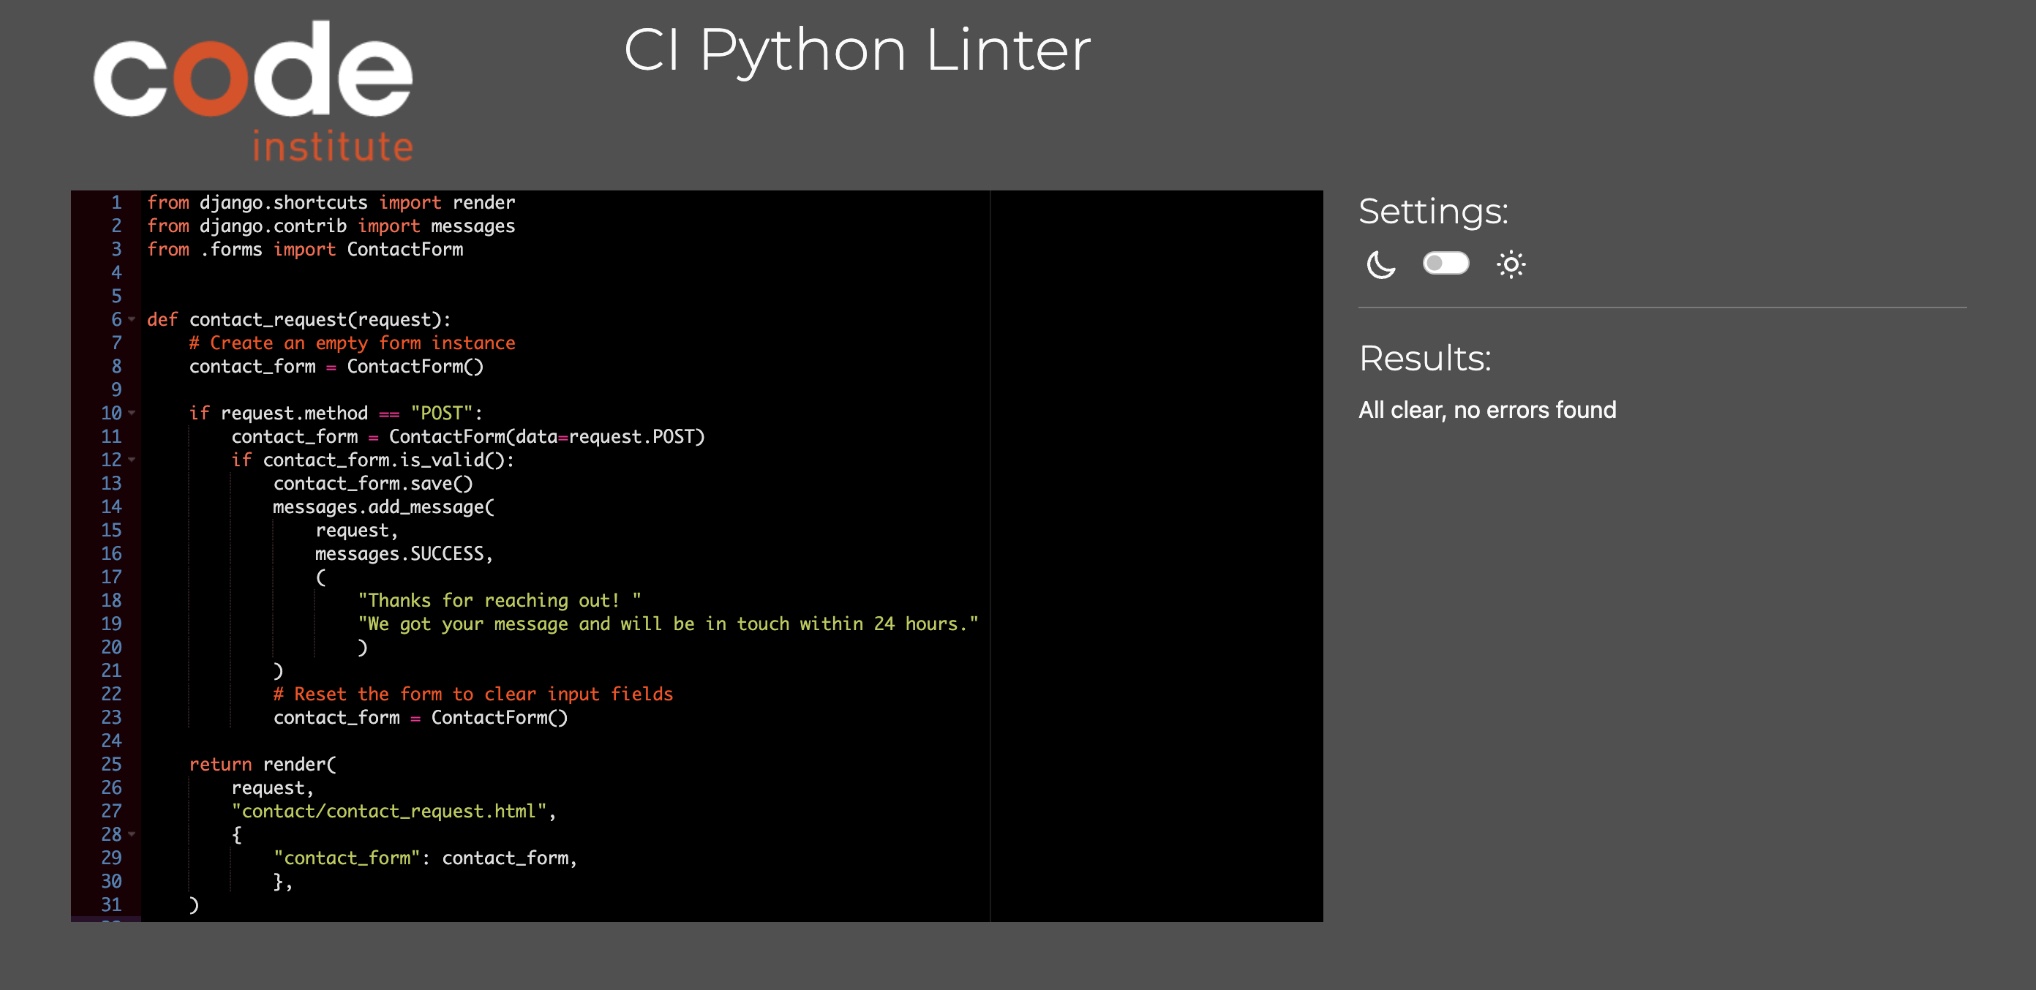 code
institute
CI Python Linter
1 from django.shortcuts import render
2 from django.contrib import messages
3 from .forms import ContactForm
4
5
6 def contact_request(request):
7     # Create an empty form instance
8     contact_form = ContactForm()
9
10     if request.method == "POST":
11         contact_form = ContactForm(data=request.POST)
12         if contact_form.is_valid():
13             contact_form.save()
14             messages.add_message(
15                 request,
16                 messages.SUCCESS,
17                 (
18                     "Thanks for reaching out! "
19                     "We got your message and will be in touch within 24 hours."
20                     )
21             )
22             # Reset the form to clear input fields
23             contact_form = ContactForm()
24
25     return render(
26         request,
27         "contact/contact_request.html",
28         {
29             "contact_form": contact_form,
30             },
31     )
Settings:
Results:
All clear, no errors found